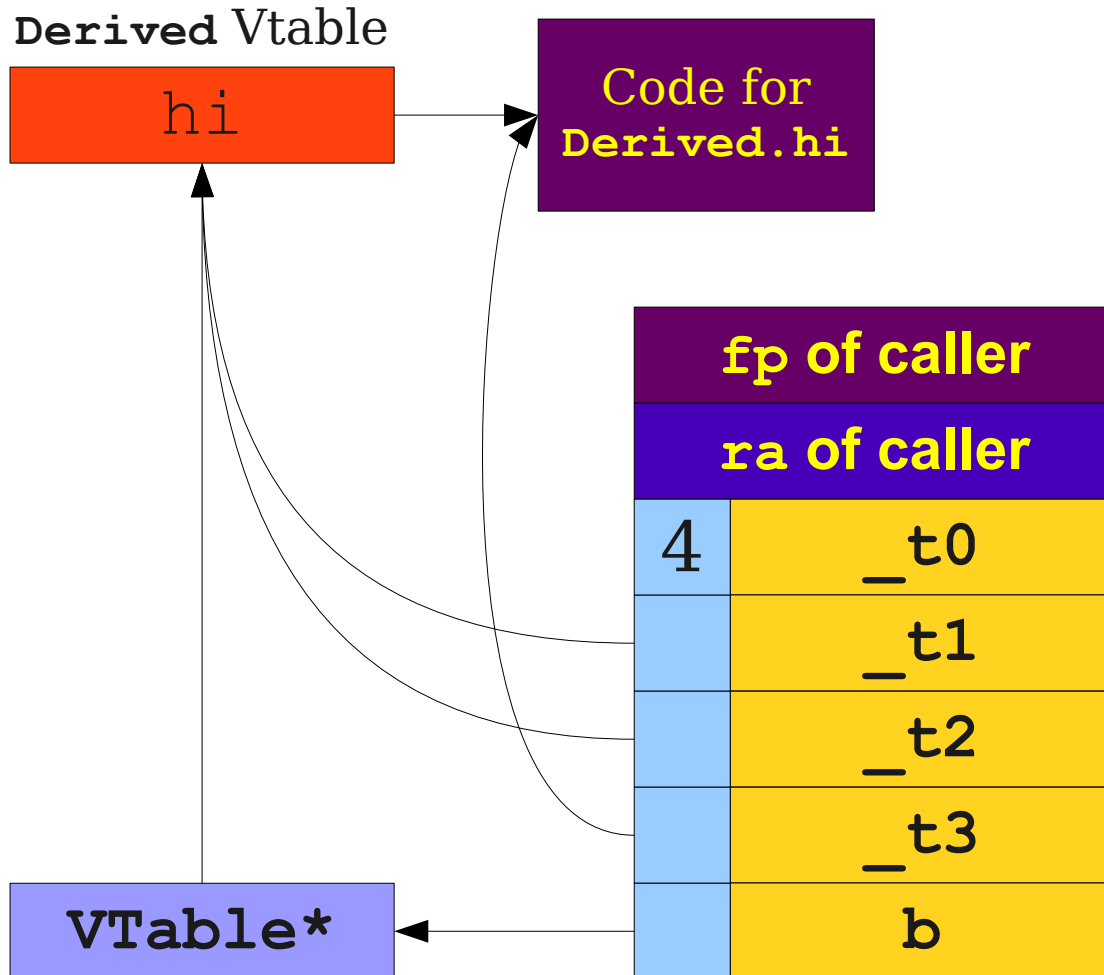 Derived Vtable
hi
Code for
Derived.hi
fp of caller
ra of caller
4 _t0
_t1
_t2
_t3
VTable*
b